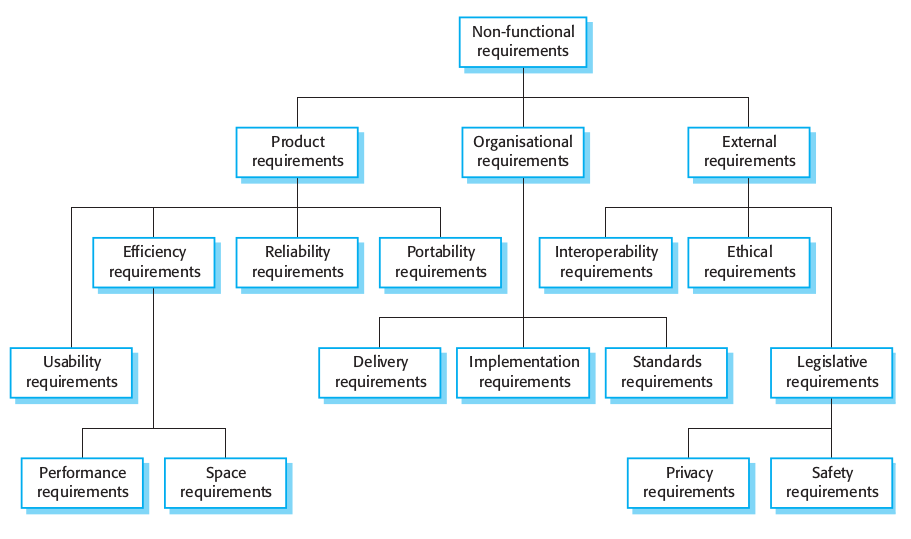 Non-functional
requirements
Product
requirements
Organisational
requirements
External
requirements
Efficiency
requirements
Reliability
requirements
Portability
requirements
Interoperability
requirements
Ethical
requirements
Usability
requirements
Delivery
requirements
Implementation
requirements
Standards
requirements
Legislative
requirements
Performance
requirements
Space
requirements
Privacy
requirements
Safety
requirements